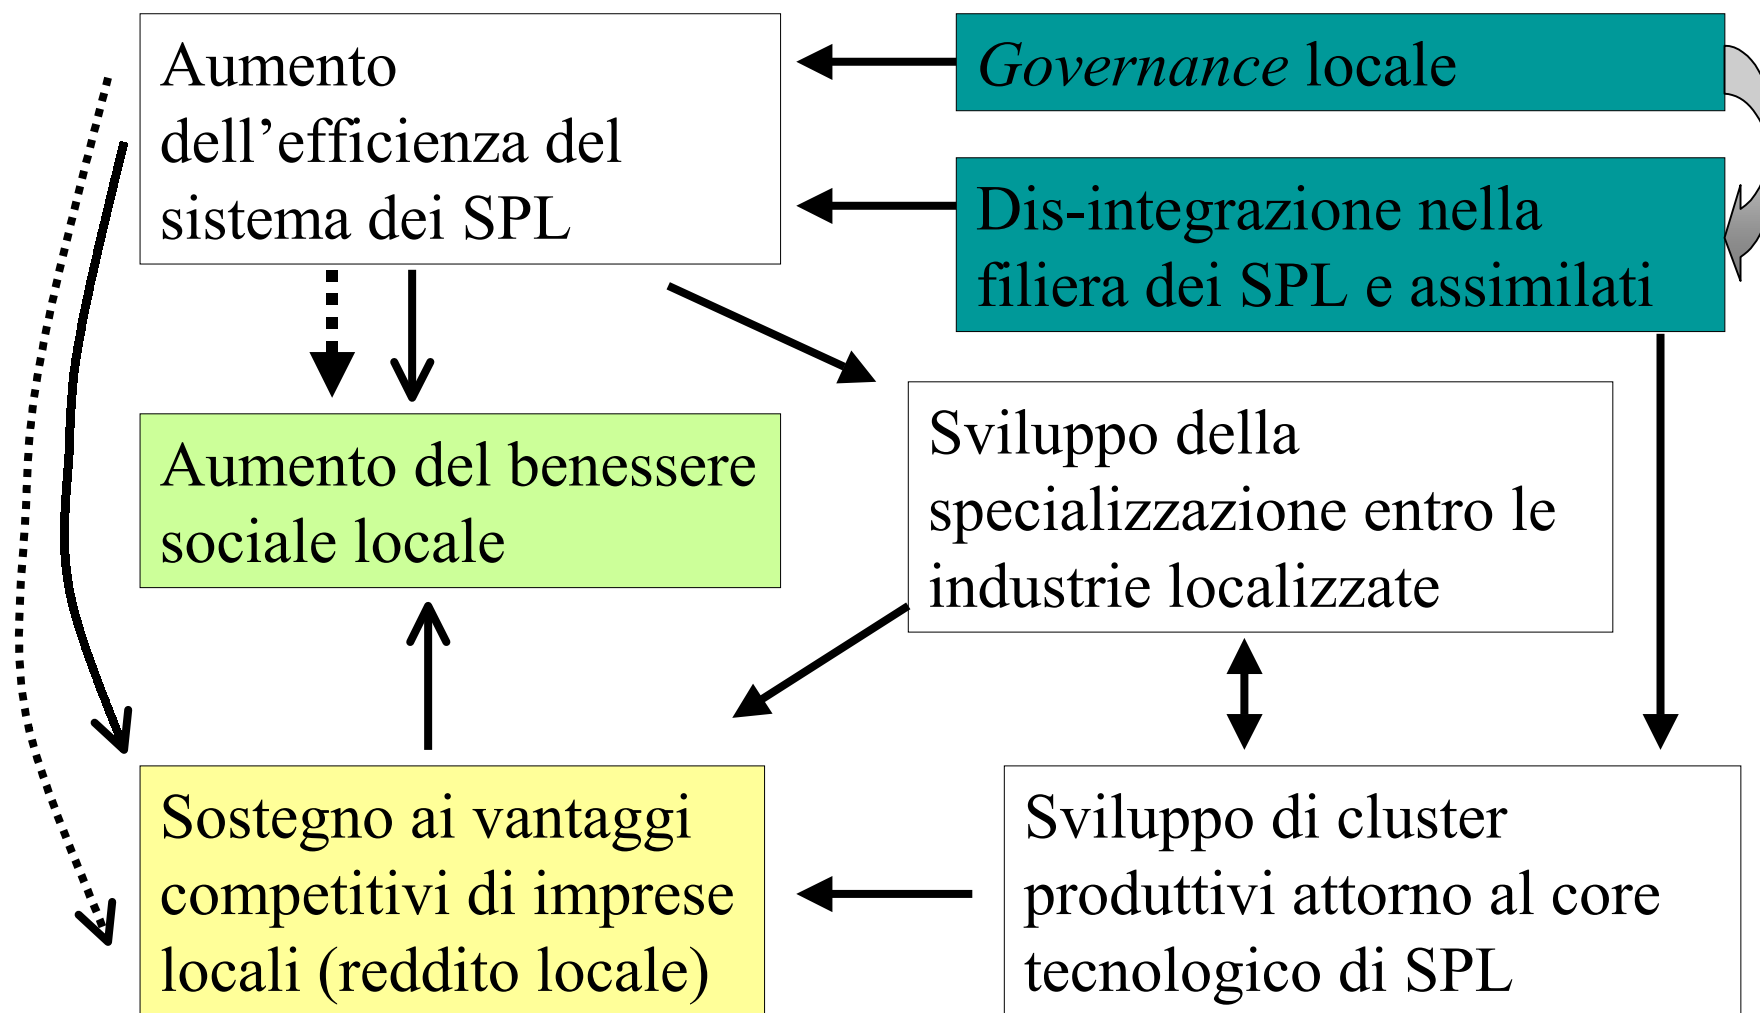 Aumento
dell’efficienza del
sistema dei SPL
Governance locale
Dis-integrazione nella
filiera dei SPL e assimilati
Aumento del benessere
sociale locale
Sviluppo della
specializzazione entro le
industrie localizzate
Sostegno ai vantaggi
competitivi di imprese
locali (reddito locale)
Sviluppo di cluster
produttivi attorno al core
tecnologico di SPL